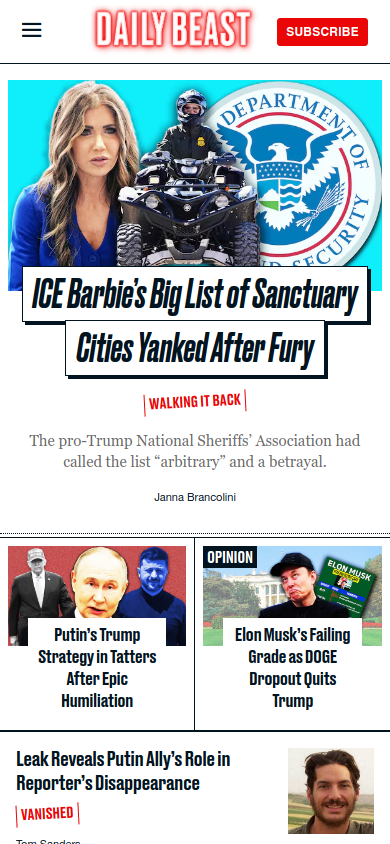 DAILY BEAST
SUBSCRIBE
DEPARTMENT OF
D SECURITY
ICE Barbie's Big List of Sanctuary
Cities Yanked After Fury
WALKING IT BACK
The pro-Trump National Sheriffs’ Association had
called the list “arbitrary” and a betrayal.
Janna Brancolini
OPINION
ELON MUSK
Putin’s Trump
Strategy in Tatters
After Epic
Humiliation
Elon Musk’s Failing
Grade as DOGE
Dropout Quits
Trump
Leak Reveals Putin Ally’s Role in
Reporter’s Disappearance
VANISHED
Tom Sanders